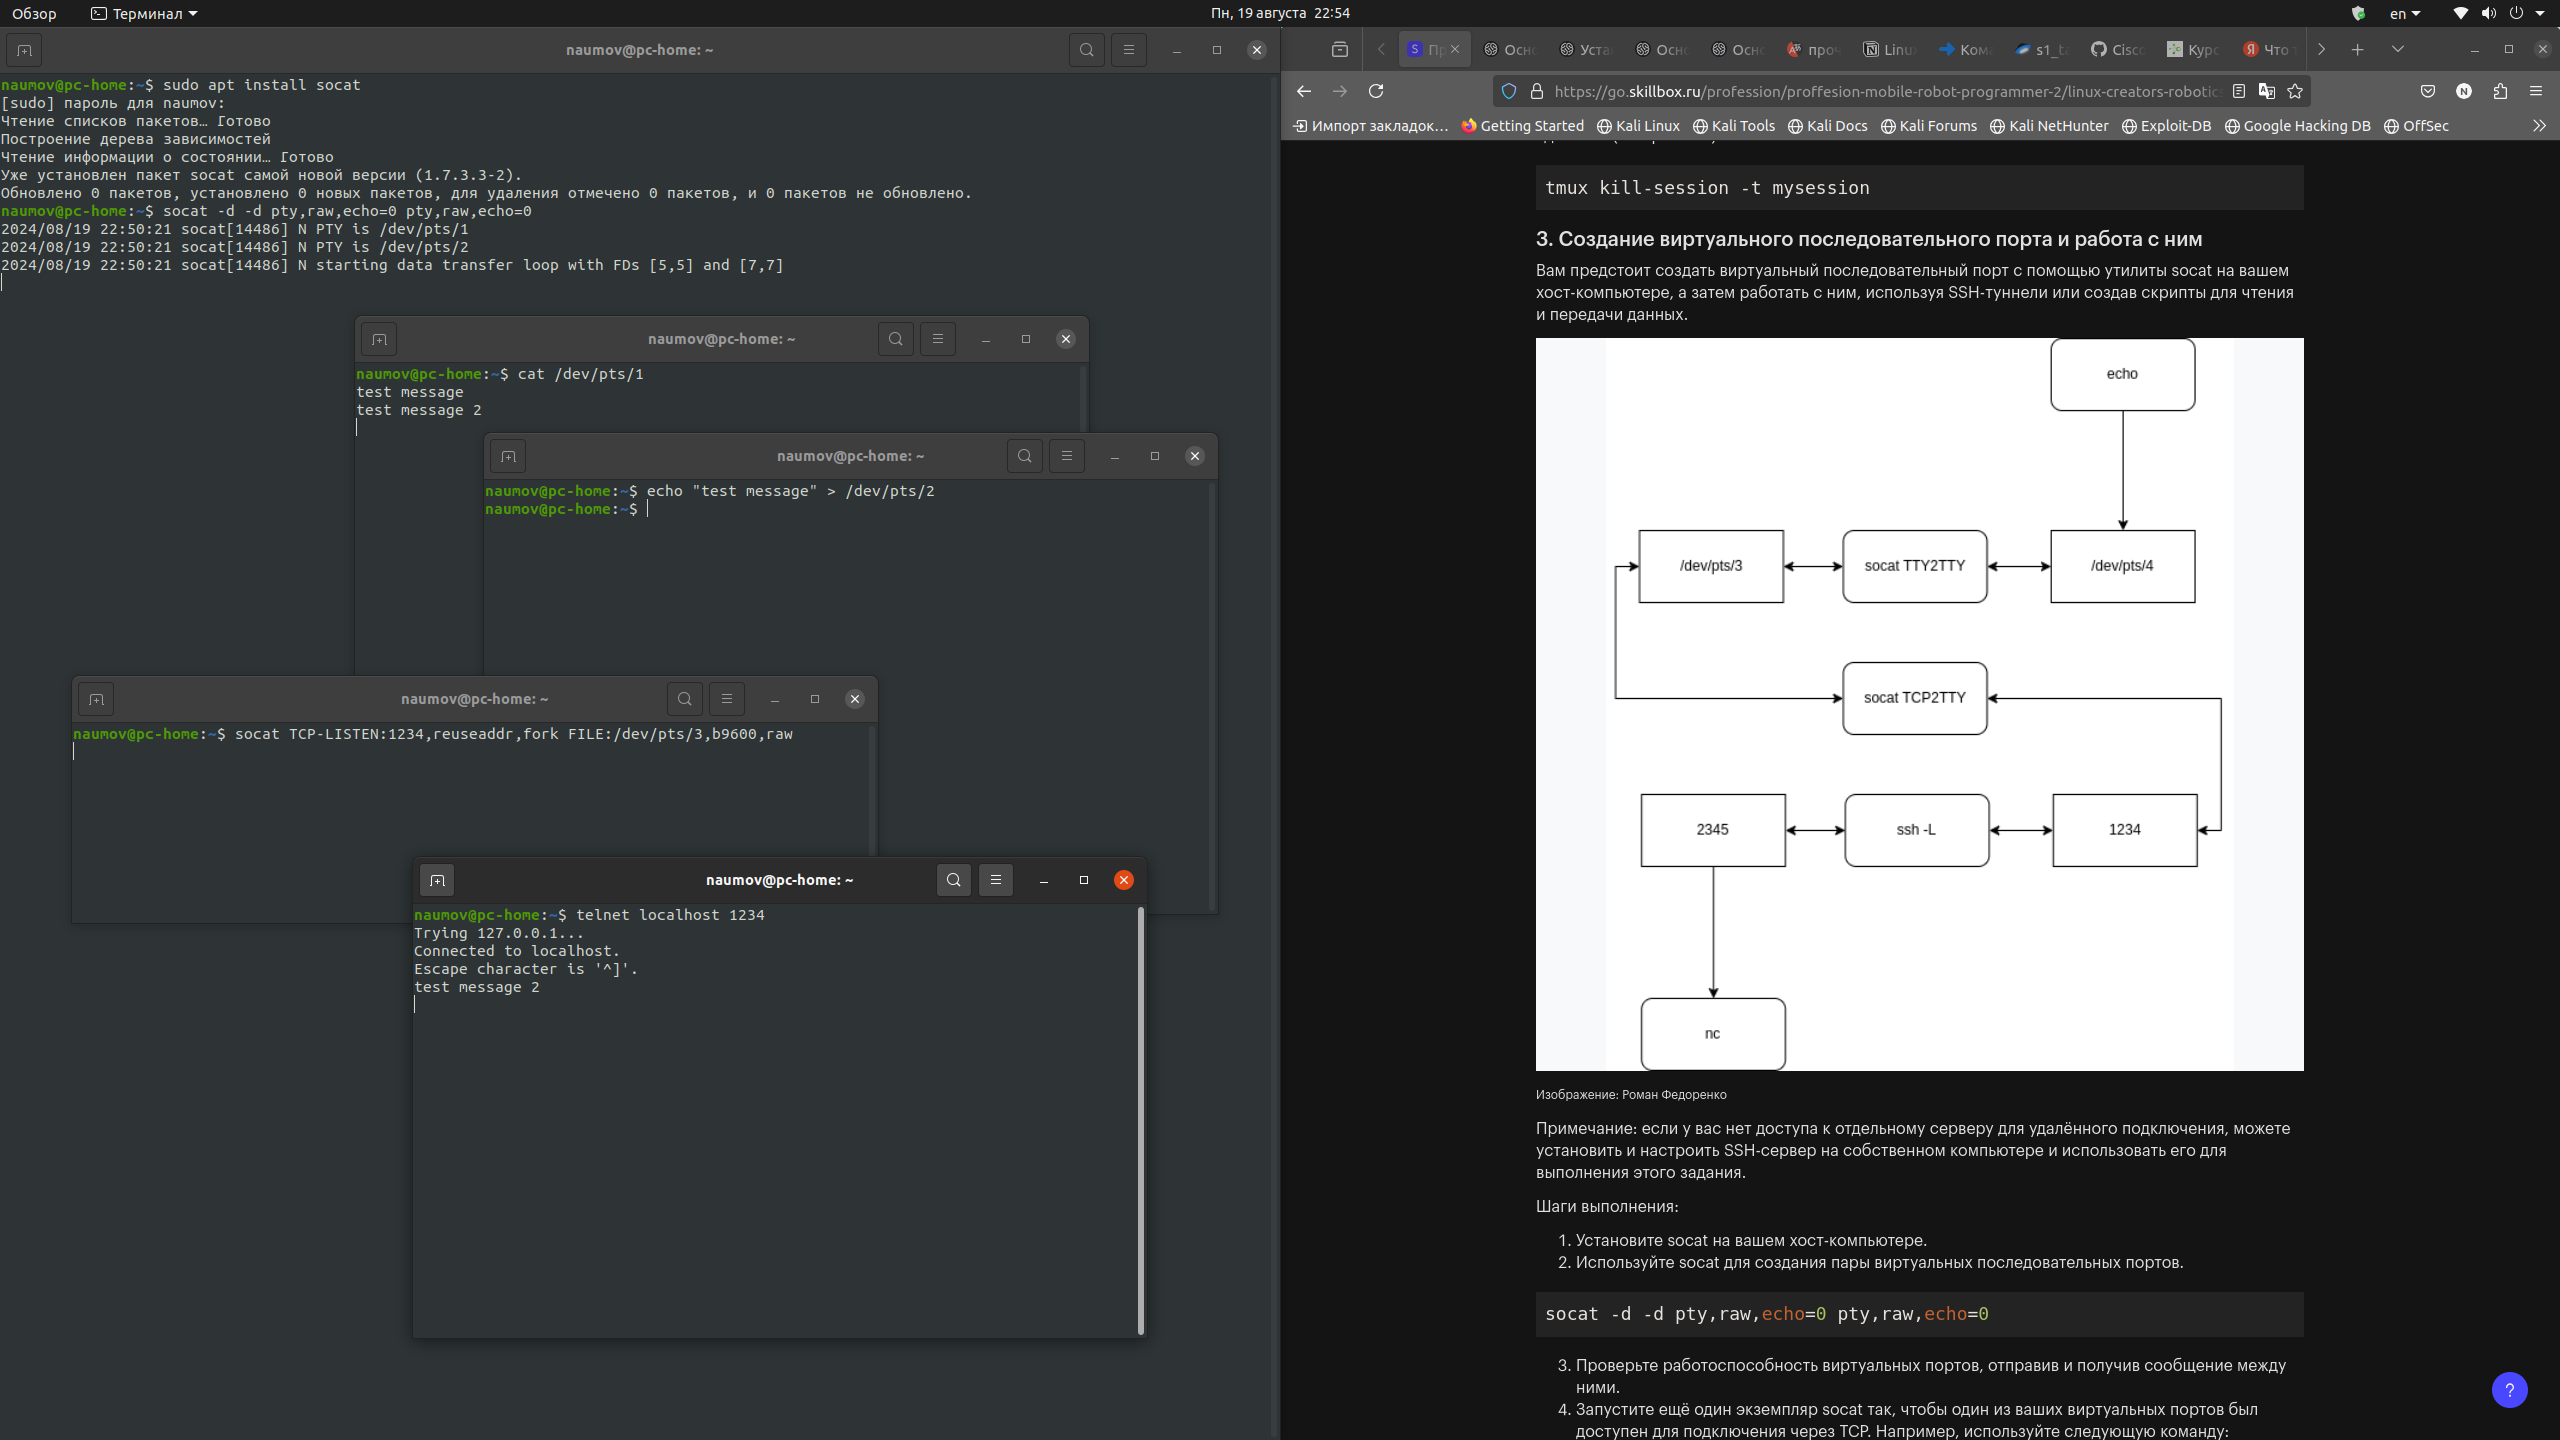 Обзор
Терминал
Пн, 19 августа 22:54
en
naumov@pc-home: ~
naumov@pc-home:~$ sudo apt install socat
[sudo] пароль для naumov:
Чтение списков пакетов… Готово
Построение дерева зависимостей
Чтение информации о состоянии… Готово
Уже установлен пакет socat самой новой версии (1.7.3.3-2).
Обновлено 0 пакетов, установлено 0 новых пакетов, для удаления отмечено 0 пакетов, и 0 пакетов не обновлено.
naumov@pc-home:~$ socat -d -d pty,raw,echo=0 pty,raw,echo=0
2024/08/19 22:50:21 socat[14486] N PTY is /dev/pts/1
2024/08/19 22:50:21 socat[14486] N PTY is /dev/pts/2
2024/08/19 22:50:21 socat[14486] N starting data transfer loop with FDs [5,5] and [7,7]
naumov@pc-home: ~
naumov@pc-home:~$ cat /dev/pts/1
test message
test message 2
naumov@pc-home: ~
naumov@pc-home:~$ echo "test message" > /dev/pts/2
naumov@pc-home:~$
naumov@pc-home: ~
naumov@pc-home:~$ socat TCP-LISTEN:1234,reuseaddr,fork FILE:/dev/pts/3,b9600,raw
naumov@pc-home: ~
naumov@pc-home:~$ telnet localhost 1234
Trying 127.0.0.1...
Connected to localhost.
Escape character is '^]'.
test message 2
S Пр Осн Уста Осн Осн проч Linux Кома s1_ta Cisco Курс Я Что т
https://go.skillbox.ru/profession/proffesion-mobile-robot-programmer-2/linux-creators-robotics
N
Импорт закладок… Getting Started Kali Linux Kali Tools Kali Docs Kali Forums Kali NetHunter Exploit-DB Google Hacking DB OffSec
tmux kill-session -t mysession
3. Создание виртуального последовательного порта и работа с ним
Вам предстоит создать виртуальный последовательный порт с помощью утилиты socat на вашем
хост-компьютере, а затем работать с ним, используя SSH-туннели или создав скрипты для чтения
и передачи данных.
echo
/dev/pts/3
socat TTY2TTY
/dev/pts/4
socat TCP2TTY
2345
ssh -L
1234
nc
Изображение: Роман Федоренко
Примечание: если у вас нет доступа к отдельному серверу для удалённого подключения, можете
установить и настроить SSH-сервер на собственном компьютере и использовать его для
выполнения этого задания.
Шаги выполнения:
1. Установите socat на вашем хост-компьютере.
2. Используйте socat для создания пары виртуальных последовательных портов.
socat -d -d pty,raw,echo=0 pty,raw,echo=0
3. Проверьте работоспособность виртуальных портов, отправив и получив сообщение между
ними.
4. Запустите ещё один экземпляр socat так, чтобы один из ваших виртуальных портов был
доступен для подключения через TCP. Например, используйте следующую команду:
?